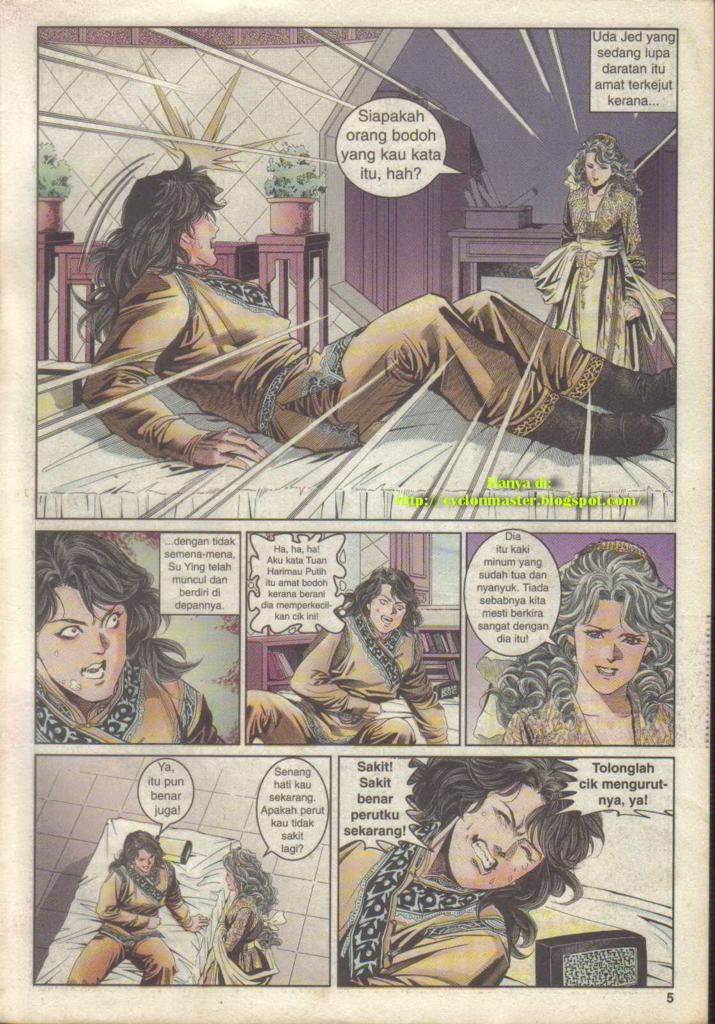 Uda Jed yang
sedang lupa
daratan itu
amat terkejut
kerana...
Siapakah
orang bodoh
yang kau kata
itu, hah?
Hanya di:
http://cyclonmaster.blogspot.com/
...dengan tidak
semena-mena,
Su Ying telah
muncul dan
berdiri di
depannya.
Ha, ha, ha!
Aku kata Tuan
Harimau Putih
itu amat bodoh
kerana berani
dia memperkecil-
kan cik ini!
Dia
itu kaki
minum yang
sudah tua dan
nyanyuk. Tiada
sebabnya kita
mesti berkira
sangat dengan
dia itu!
Ya,
itu pun
benar
juga!
Senang
hati kau
sekarang.
Apakah perut
kau tidak
sakit
lagi?
Sakit!
Sakit
benar
perutku
sekarang!
Tolonglah
cik mengurut-
nya, ya!
5